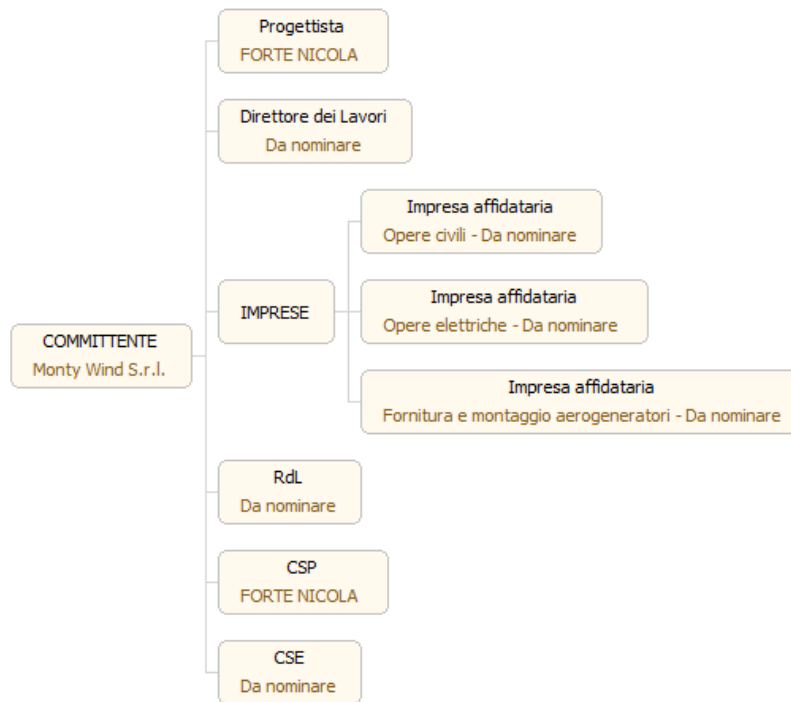 Progettista
FORTE NICOLA
Direttore dei Lavori
Da nominare
Impresa affidataria
Opere civili - Da nominare
IMPRESE
Impresa affidataria
Opere elettriche - Da nominare
COMMITTENTE
Monty Wind S.r.l.
Impresa affidataria
Fornitura e montaggio aerogeneratori - Da nominare
RdL
Da nominare
CSP
FORTE NICOLA
CSE
Da nominare